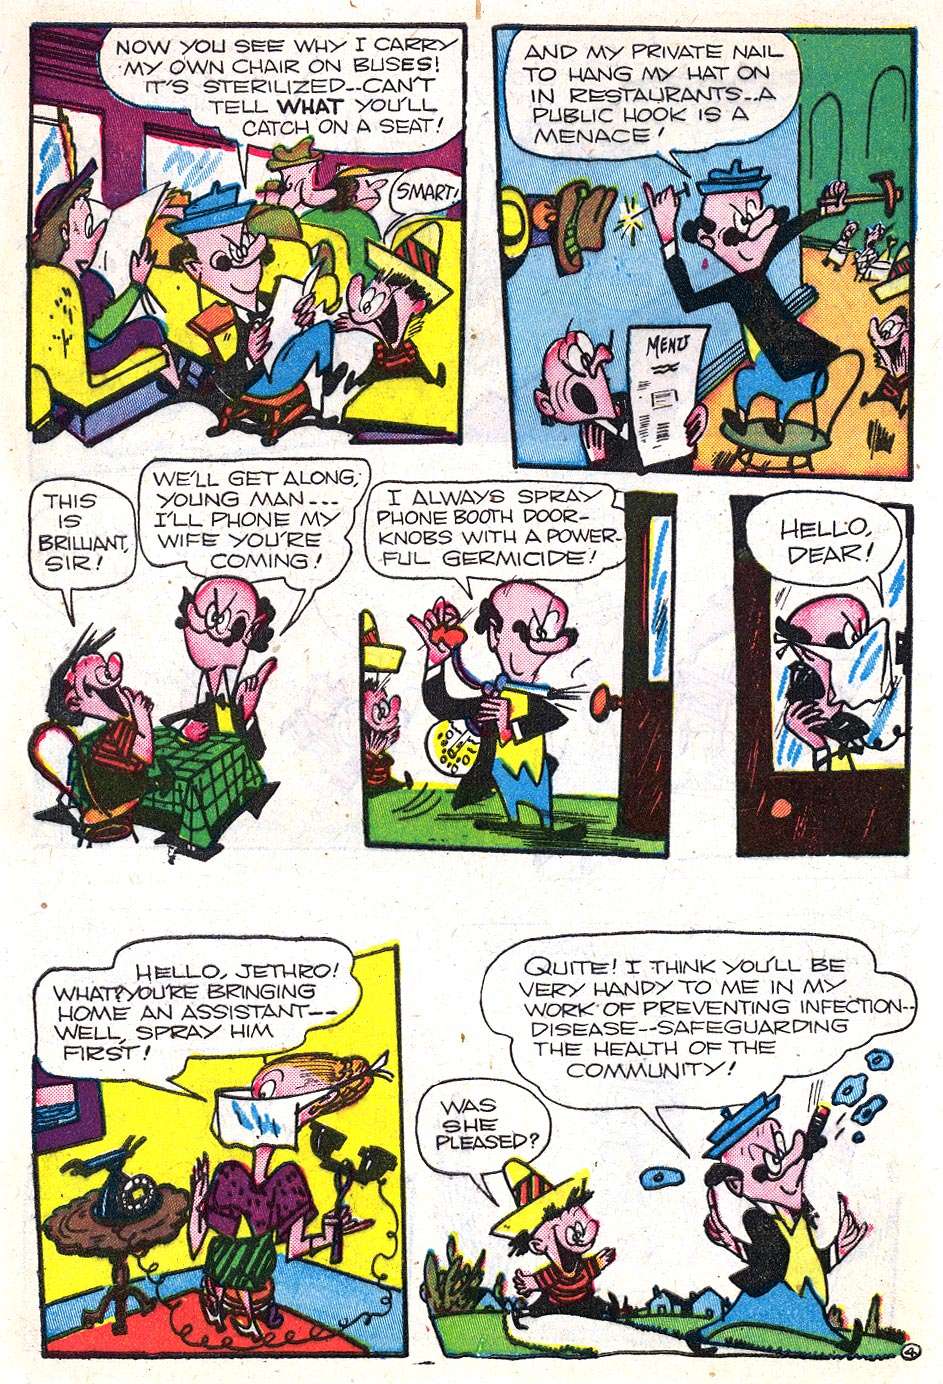 NOW YOU SEE WHY I CARRY
MY OWN CHAIR ON BUSES!
IT'S STERILIZED--CAN'T
TELL WHAT YOU'LL
CATCH ON A SEAT!
SMART!
AND MY PRIVATE NAIL
TO HANG MY HAT ON
IN RESTAURANTS--A
PUBLIC HOOK IS A
MENACE!
MENU
THIS
IS
BRILLIANT,
SIR!
WE'LL GET ALONG,
YOUNG MAN---
I'LL PHONE MY
WIFE YOU'RE
COMING!
I ALWAYS SPRAY
PHONE BOOTH DOOR-
KNOBS WITH A POWER-
FUL GERMICIDE!
HELLO,
DEAR!
HELLO, JETHRO!
WHAT? YOU'RE BRINGING
HOME AN ASSISTANT--
WELL, SPRAY HIM
FIRST!
WAS
SHE
PLEASED?
QUITE! I THINK YOU'LL BE
VERY HANDY TO ME IN MY
WORK OF PREVENTING INFECTION--
DISEASE--SAFEGUARDING
THE HEALTH OF THE
COMMUNITY!
4